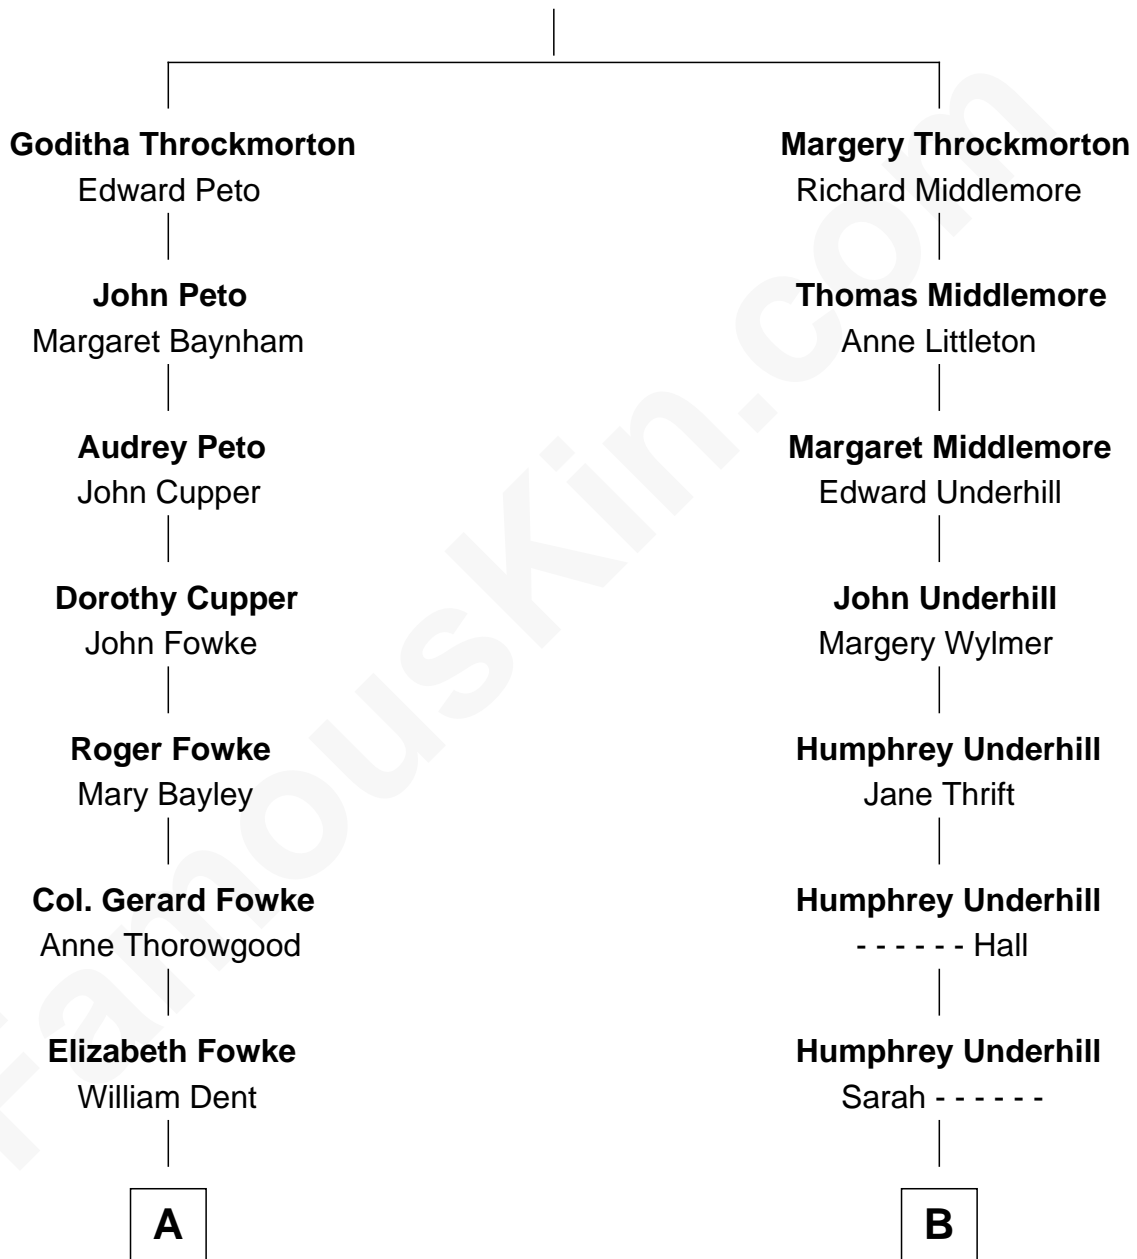 Goditha Throckmorton
Edward Peto
Margery Throckmorton
Richard Middlemore
John Peto
Margaret Baynham
Thomas Middlemore
Anne Littleton
Audrey Peto
John Cupper
Margaret Middlemore
Edward Underhill
Dorothy Cupper
John Fowke
John Underhill
Margery Wylmer
Roger Fowke
Mary Bayley
Humphrey Underhill
Jane Thrift
Col. Gerard Fowke
Anne Thorowgood
Humphrey Underhill
- - - - - - Hall
Elizabeth Fowke
William Dent
Humphrey Underhill
Sarah - - - - - -
A
B
FamousKin.com